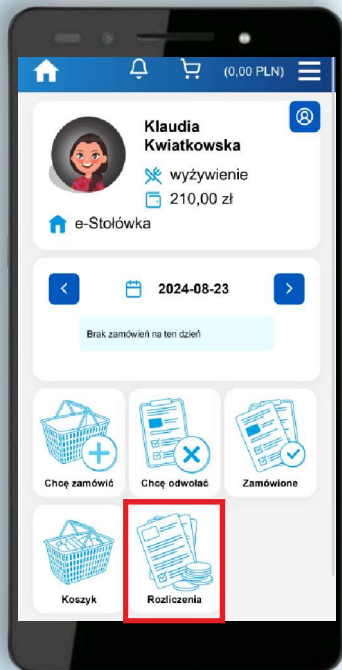 (0,00 PLN)
Klaudia
Kwiatkowska
wyżywienie
210,00 zł
e-Stołówka
2024-08-23
Brak zamówień na ten dzień
Chcę zamówić
Chcę odwołać
Zamówione
Koszyk
Rozliczenia